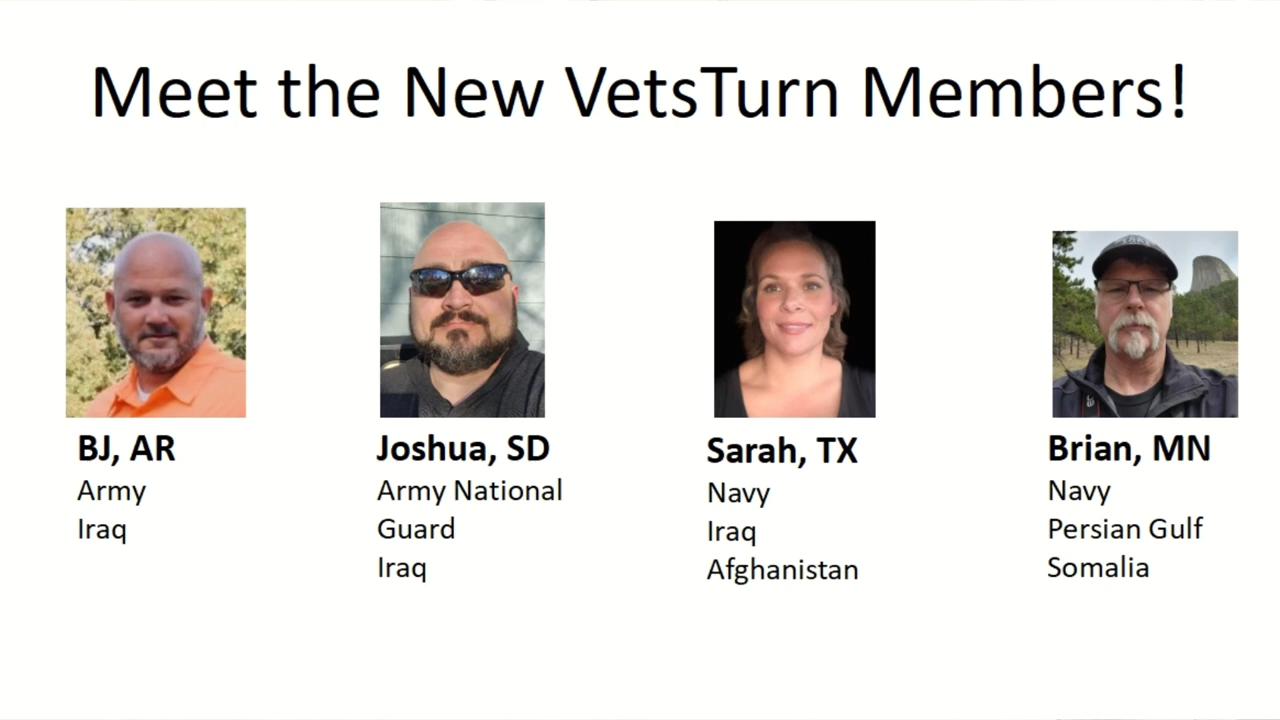 Meet the New VetsTurn Members!
BJ, AR
Army
Iraq
Joshua, SD
Army National
Guard
Iraq
Sarah, TX
Navy
Iraq
Afghanistan
Brian, MN
Navy
Persian Gulf
Somalia